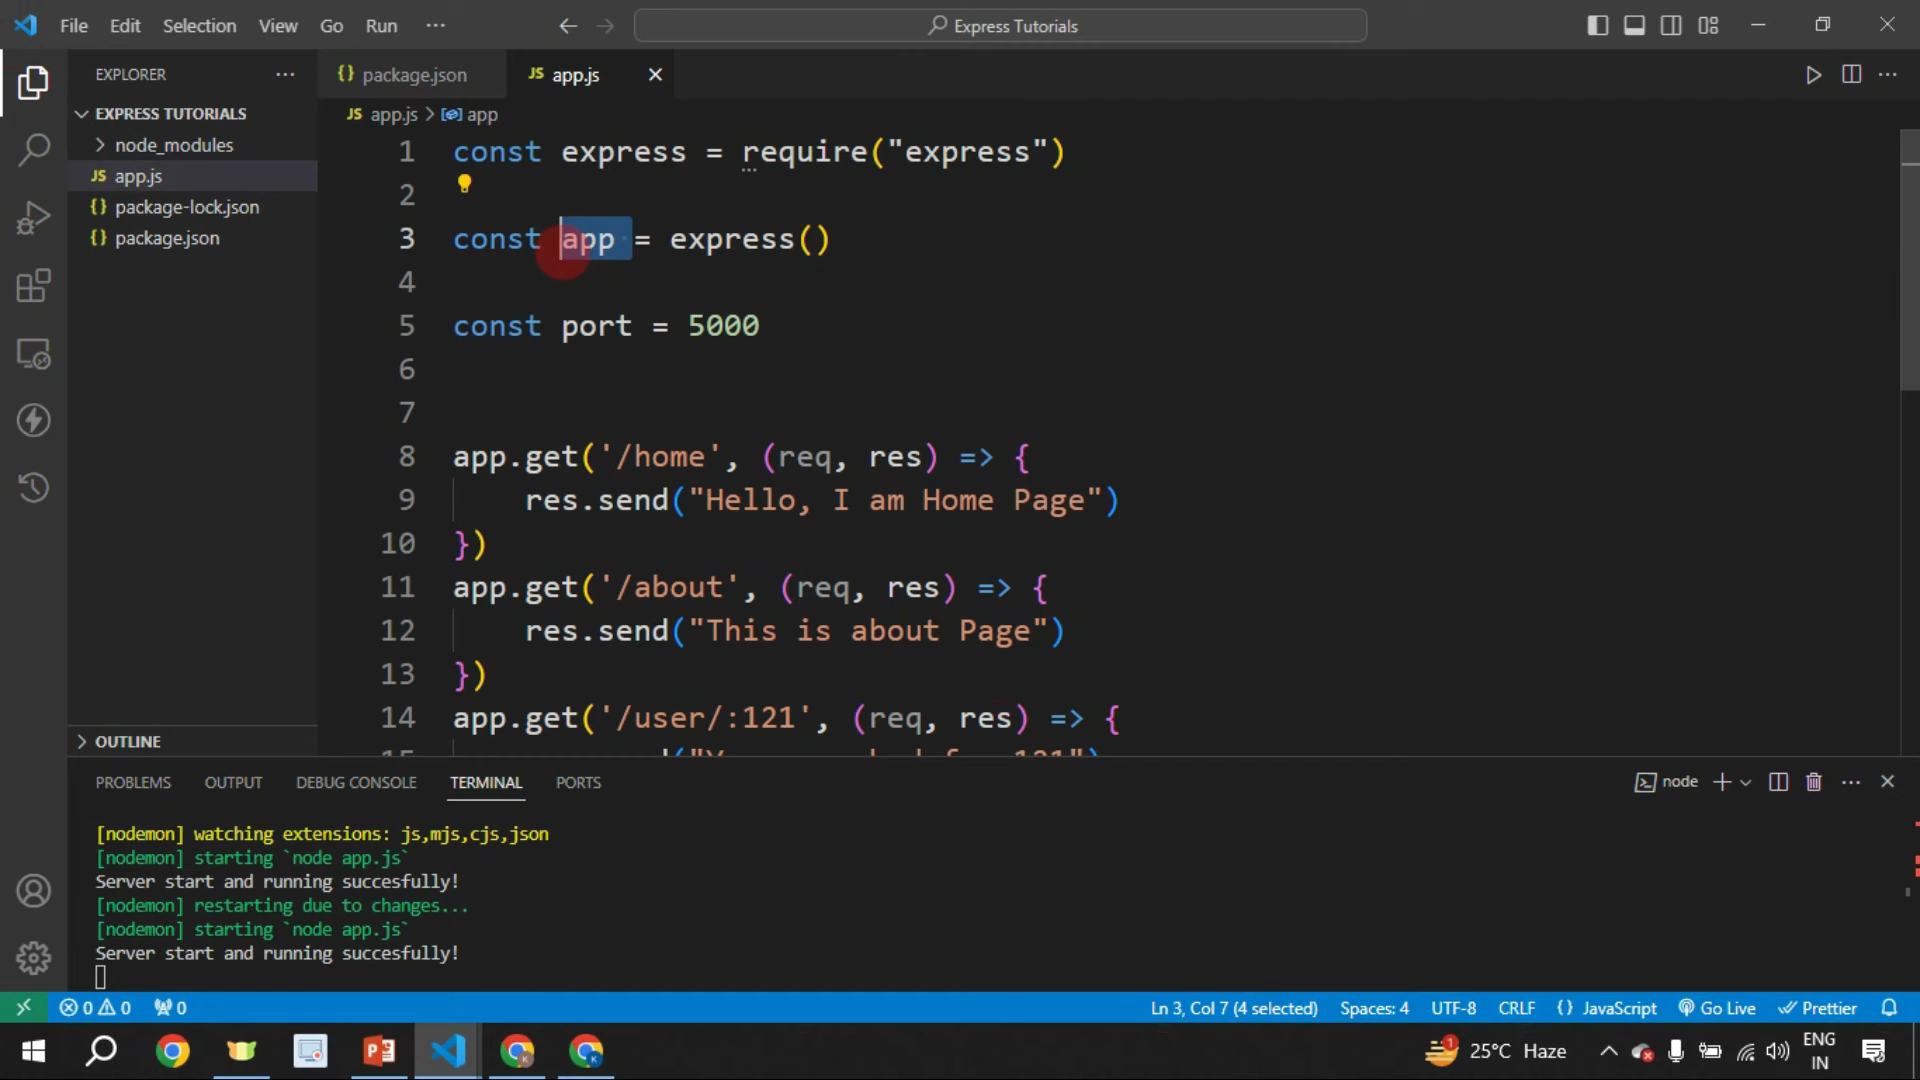 File Edit Selection View Go Run ... Express Tutorials
EXPLORER ...
EXPRESS TUTORIALS
node_modules
JS app.js
{} package-lock.json
{} package.json
OUTLINE
{} package.json JS app.js
JS app.js > app
1 const express = require("express")
2
3 const app = express()
4
5 const port = 5000
6
7
8 app.get('/home', (req, res) => {
9 res.send("Hello, I am Home Page")
10 })
11 app.get('/about', (req, res) => {
12 res.send("This is about Page")
13 })
14 app.get('/user/:121', (req, res) => {
PROBLEMS OUTPUT DEBUG CONSOLE TERMINAL PORTS node
[nodemon] watching extensions: js,mjs,cjs,json
[nodemon] starting `node app.js`
Server start and running succesfully!
[nodemon] restarting due to changes...
[nodemon] starting `node app.js`
Server start and running succesfully!
0 0 0 Ln 3, Col 7 (4 selected) Spaces: 4 UTF-8 CRLF {} JavaScript Go Live Prettier
1 25°C Haze ENG
IN